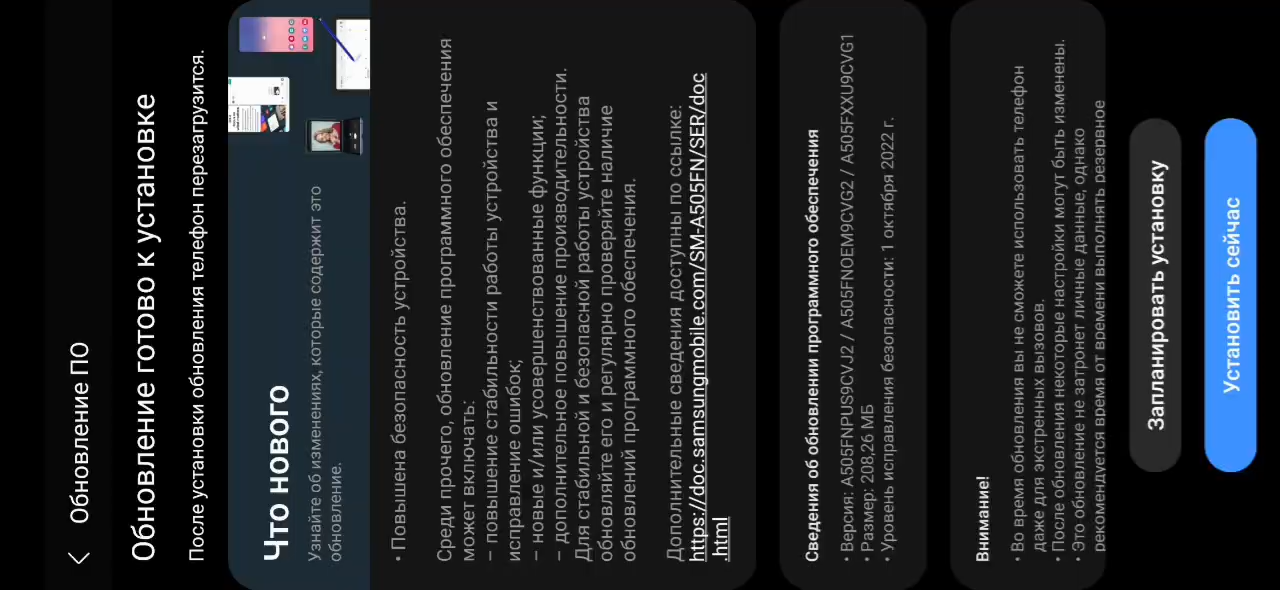 Обновление ПО
Обновление готово к установке
После установки обновления телефон перезагрузится.
Что нового
Узнайте об изменениях, которые содержит это
обновление.
• Повышена безопасность устройства.
Среди прочего, обновление программного обеспечения
может включать:
– повышение стабильности работы устройства и
исправление ошибок;
– новые и/или усовершенствованные функции;
– дополнительное повышение производительности.
Для стабильной и безопасной работы устройства
обновляйте его и регулярно проверяйте наличие
обновлений программного обеспечения.
Дополнительные сведения доступны по ссылке:
https://doc.samsungmobile.com/SM-A505FN/SER/doc
.html
Сведения об обновлении программного обеспечения
• Версия: A505FNPUS9CVJ2 / A505FNOEM9CVG2 / A505FXXU9CVG1
• Размер: 208,26 МБ
• Уровень исправления безопасности: 1 октября 2022 г.
Внимание!
• Во время обновления вы не сможете использовать телефон
даже для экстренных вызовов.
• После обновления некоторые настройки могут быть изменены.
• Это обновление не затронет личные данные, однако
рекомендуется время от времени выполнять резервное
Запланировать установку
Установить сейчас